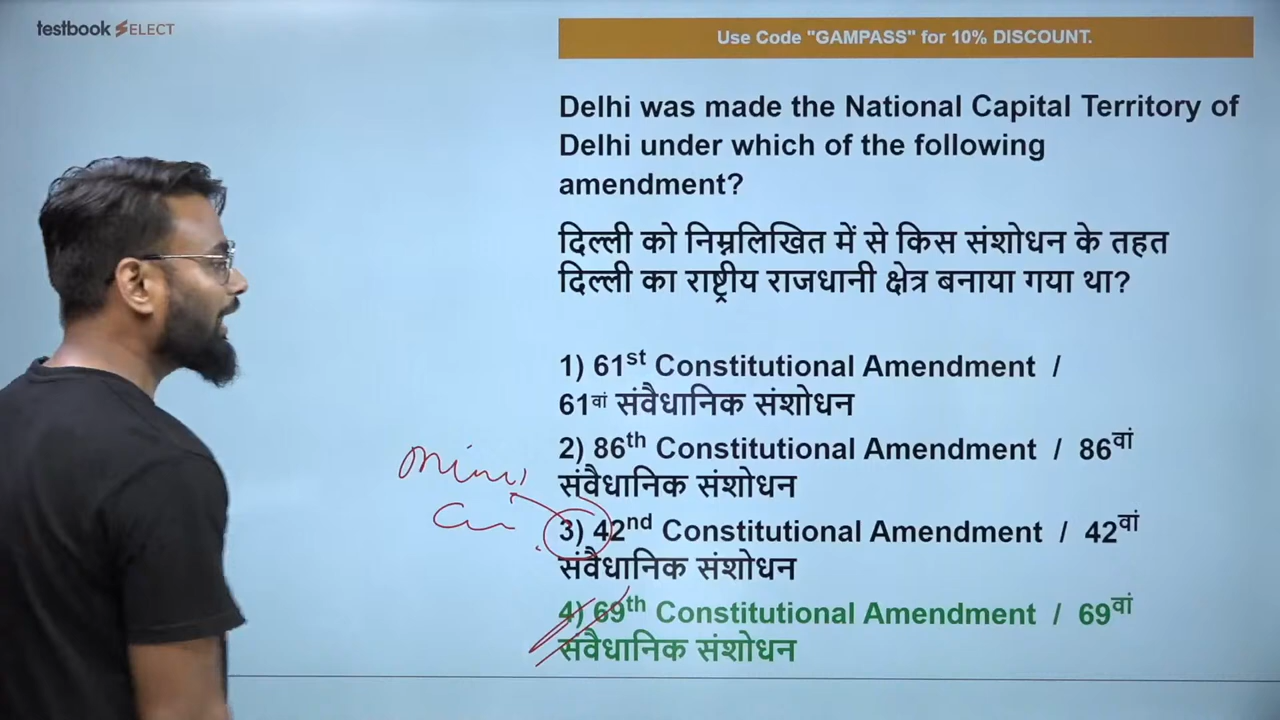 testbook SELECT
Use Code "GAMPASS" for 10% DISCOUNT.
Delhi was made the National Capital Territory of
Delhi under which of the following
amendment?
दिल्ली को निम्नलिखित में से किस संशोधन के तहत
दिल्ली का राष्ट्रीय राजधानी क्षेत्र बनाया गया था?
1) 61st Constitutional Amendment /
61वां संवैधानिक संशोधन
2) 86th Constitutional Amendment / 86वां
संवैधानिक संशोधन
3) 42nd Constitutional Amendment / 42वां
संवैधानिक संशोधन
4) 69th Constitutional Amendment / 69वां
संवैधानिक संशोधन